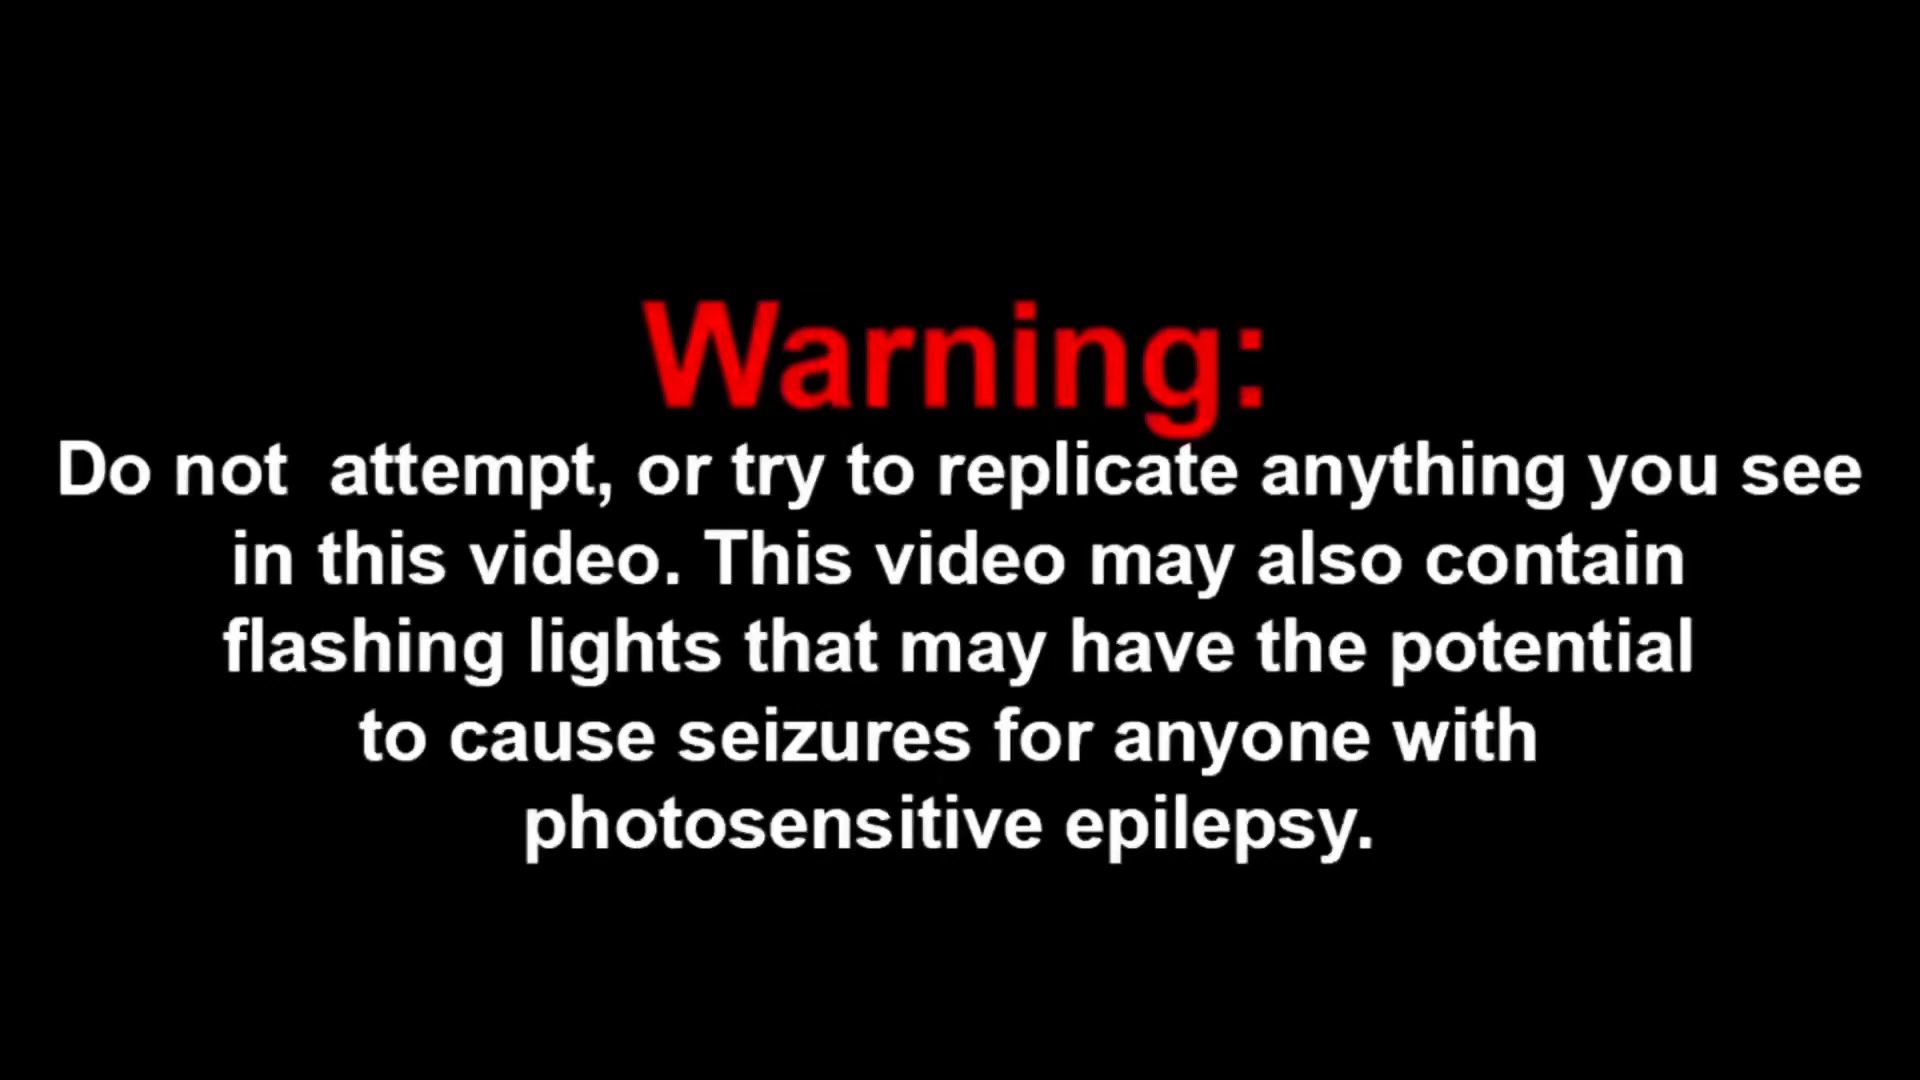 Warning:
Do not  attempt, or try to replicate anything you see
in this video. This video may also contain
flashing lights that may have the potential
to cause seizures for anyone with
photosensitive epilepsy.